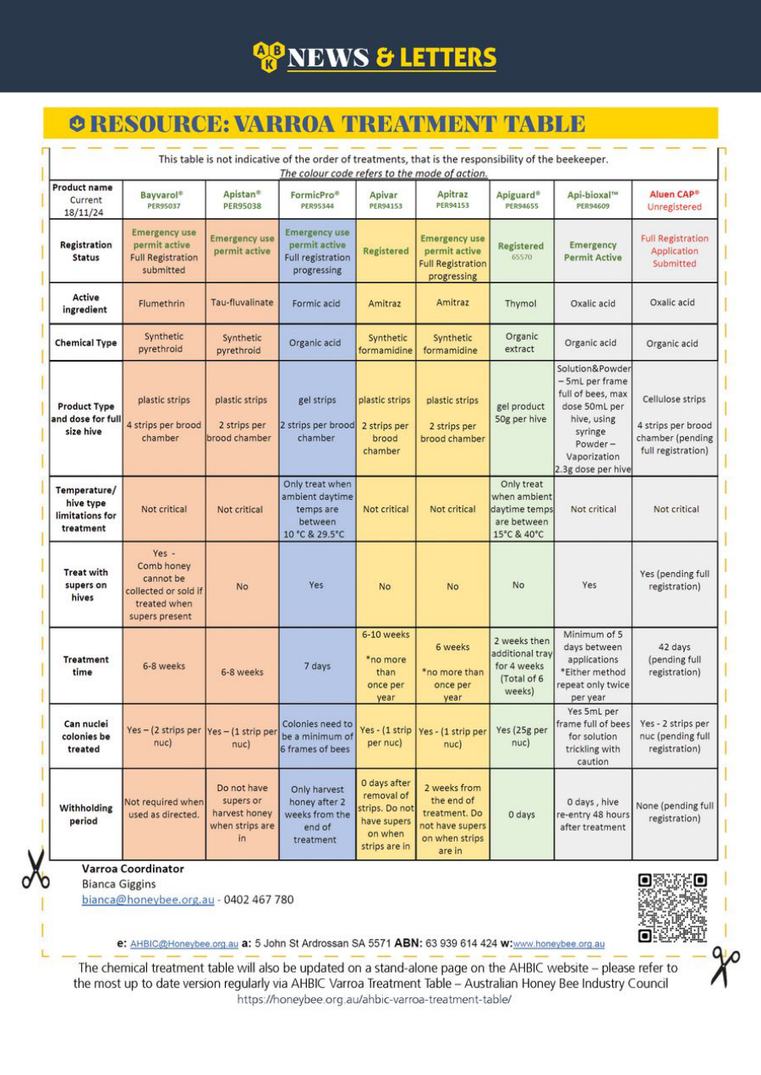 ABK NEWS & LETTERS
RESOURCE: VARROA TREATMENT TABLE
This table is not indicative of the order of treatments, that is the responsibility of the beekeeper.
The colour code refers to the mode of action.
Product name
Current
18/11/24
Bayvarol®
PER95037
Apistan®
PER95038
FormicPro®
PER95344
Apivar
PER94153
Apitraz
PER94153
Apiguard®
PER94655
Api-bioxal™
PER94609
Aluen CAP®
Unregistered
Registration
Status
Emergency use
permit active
Full Registration
submitted
Emergency use
permit active
Emergency use
permit active
Full registration
progressing
Registered
Emergency use
permit active
Full Registration
progressing
Registered
65570
Emergency
Permit Active
Full Registration
Application
Submitted
Active
ingredient
Flumethrin
Tau-fluvalinate
Formic acid
Amitraz
Amitraz
Thymol
Oxalic acid
Oxalic acid
Chemical Type
Synthetic
pyrethroid
Synthetic
pyrethroid
Organic acid
Synthetic
formamidine
Synthetic
formamidine
Organic
extract
Organic acid
Organic acid
Product Type
and dose for full
size hive
plastic strips
4 strips per brood
chamber
plastic strips
2 strips per
brood chamber
gel strips
2 strips per brood
chamber
plastic strips
2 strips per
brood
chamber
plastic strips
2 strips per
brood chamber
gel product
50g per hive
Solution&Powder
– 5mL per frame
full of bees, max
dose 50mL per
hive, using
syringe
Powder –
Vaporization
2.3g dose per hive
Cellulose strips
4 strips per brood
chamber (pending
full registration)
Temperature/
hive type
limitations for
treatment
Not critical
Not critical
Only treat when
ambient daytime
temps are
between
10 °C & 29.5°C
Not critical
Not critical
Only treat
when ambient
daytime temps
are between
15°C & 40°C
Not critical
Not critical
Treat with
supers on
hives
Yes -
Comb honey
cannot be
collected or sold if
treated when
supers present
No
Yes
No
No
No
Yes
Yes (pending full
registration)
Treatment
time
6-8 weeks
6-8 weeks
7 days
6-10 weeks
*no more
than
once per
year
6 weeks
*no more than
once per
year
2 weeks then
additional tray
for 4 weeks
(Total of 6
weeks)
Minimum of 5
days between
applications
*Either method
repeat only twice
per year
42 days
(pending full
registration)
Can nuclei
colonies be
treated
Yes – (2 strips per
nuc)
Yes – (1 strip per
nuc)
Colonies need to
be a minimum of
6 frames of bees
Yes - (1 strip
per nuc)
Yes - (1 strip per
nuc)
Yes (25g per
nuc)
Yes 5mL per
frame full of bees
for solution
trickling with
caution
Yes - 2 strips per
nuc (pending full
registration)
Withholding
period
Not required when
used as directed.
Do not have
supers or
harvest honey
when strips are
in
Only harvest
honey after 2
weeks from the
end of
treatment
0 days after
removal of
strips. Do not
have supers
on when
strips are in
2 weeks from
the end of
treatment. Do
not have supers
on when strips
are in
0 days
0 days , hive
re-entry 48 hours
after treatment
None (pending full
registration)
Varroa Coordinator
Bianca Giggins
bianca@honeybee.org.au - 0402 467 780
e: AHBIC@Honeybee.org.au a: 5 John St Ardrossan SA 5571 ABN: 63 939 614 424 w:www.honeybee.org.au
The chemical treatment table will also be updated on a stand-alone page on the AHBIC website – please refer to
the most up to date version regularly via AHBIC Varroa Treatment Table – Australian Honey Bee Industry Council
https://honeybee.org.au/ahbic-varroa-treatment-table/